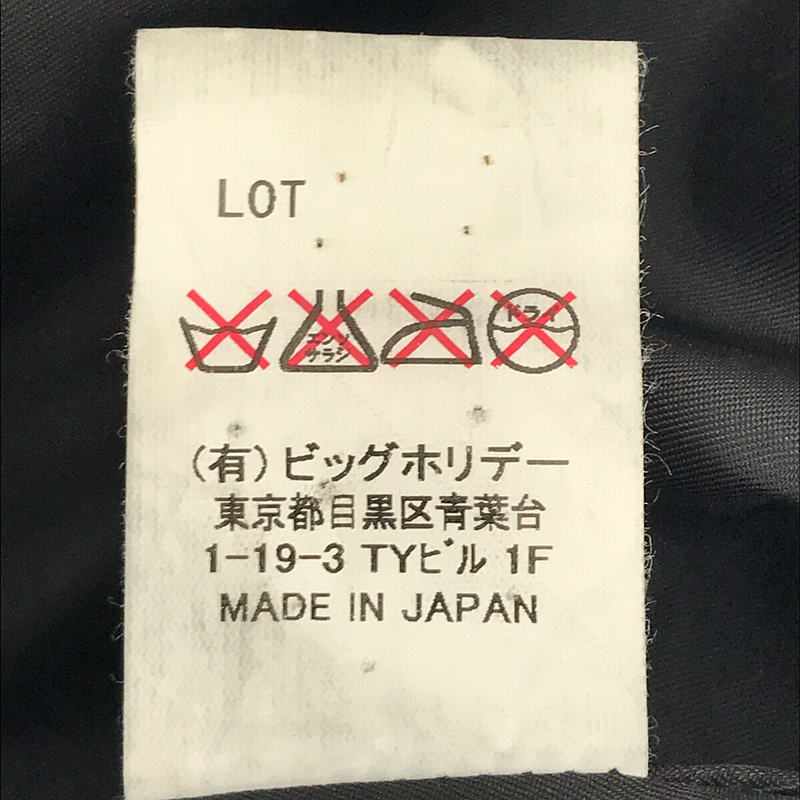 LOT
エンソ
サラシ
ドライ
(有)ビッグホリデー
東京都目黒区青葉台
1-19-3 TYビル 1F
MADE IN JAPAN